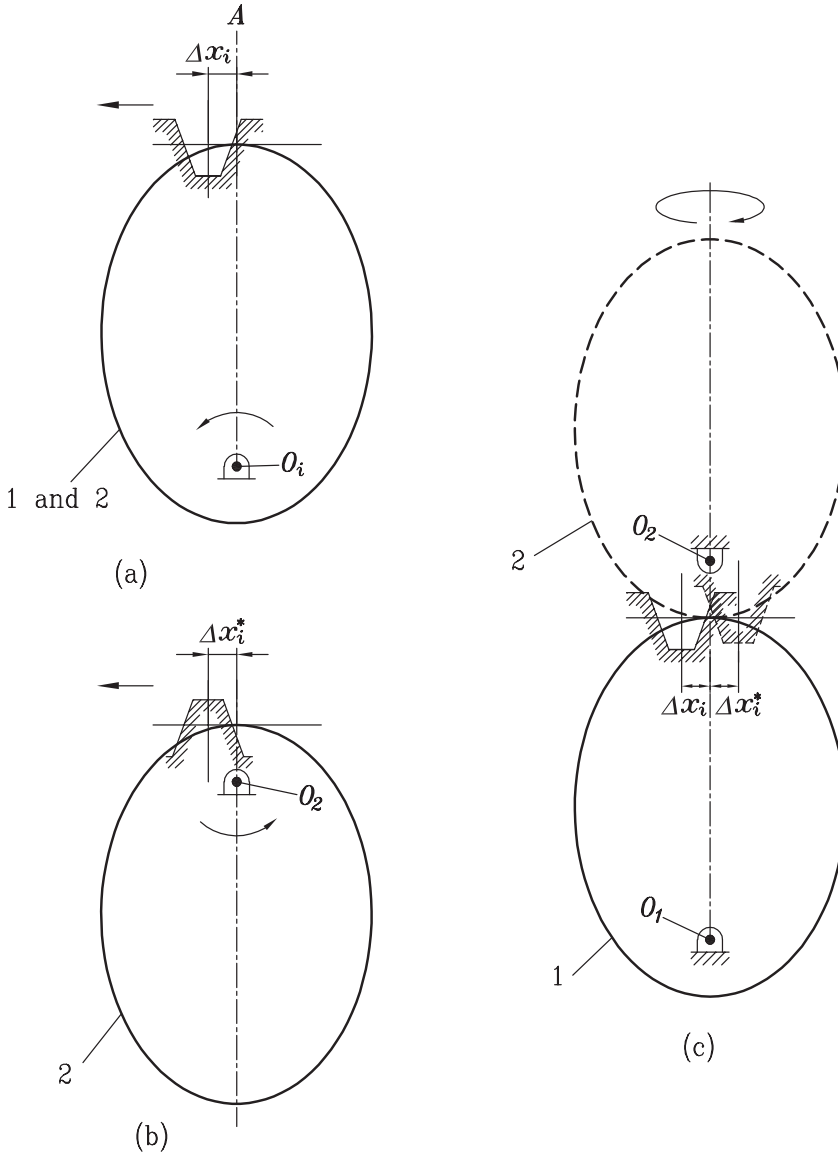 A
Δx_i
O_i
1 and 2
(a)
Δx_i^*
O_2
2
(b)
O_2
2
Δx_i Δx_i^*
O_1
1
(c)